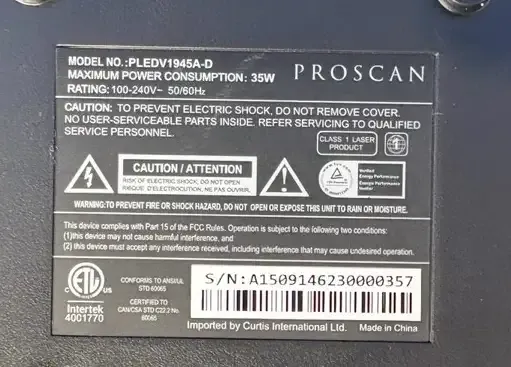 MODEL NO.:PLEDV1945A-D
MAXIMUM POWER CONSUMPTION: 35W
RATING: 100-240V~ 50/60Hz
PROSCAN
CAUTION: TO PREVENT ELECTRIC SHOCK, DO NOT REMOVE COVER.
NO USER-SERVICEABLE PARTS INSIDE. REFER SERVICING TO QUALIFIED
SERVICE PERSONNEL.
CLASS 1 LASER
PRODUCT
CAUTION / ATTENTION
RISK OF ELECTRIC SHOCK, DO NOT OPEN
RISQUE D'ELECTROCUTION, NE PAS OUVRIR.
Verified
Energy Performance
Energy Performance
WARNING:TO PREVENT FIRE OR SHOCK HAZARD, DO NOT OPEN OR EXPOSE THIS UNIT TO RAIN OR MOISTURE.
This device complies with Part 15 of the FCC Rules. Operation is subject to the following two conditions:
(1)this device may not cause harmful interference, and
(2) this device must accept any interference received, including interference that may cause undesired operation.
ETL
C US
Intertek
4001770
CONFORMS TO ANSI/UL
STD 60065
CERTIFIED TO
CAN/CSA STD C22.2 No.
60065
S/N:A1509146230000357
Imported by Curtis International Ltd. Made in China